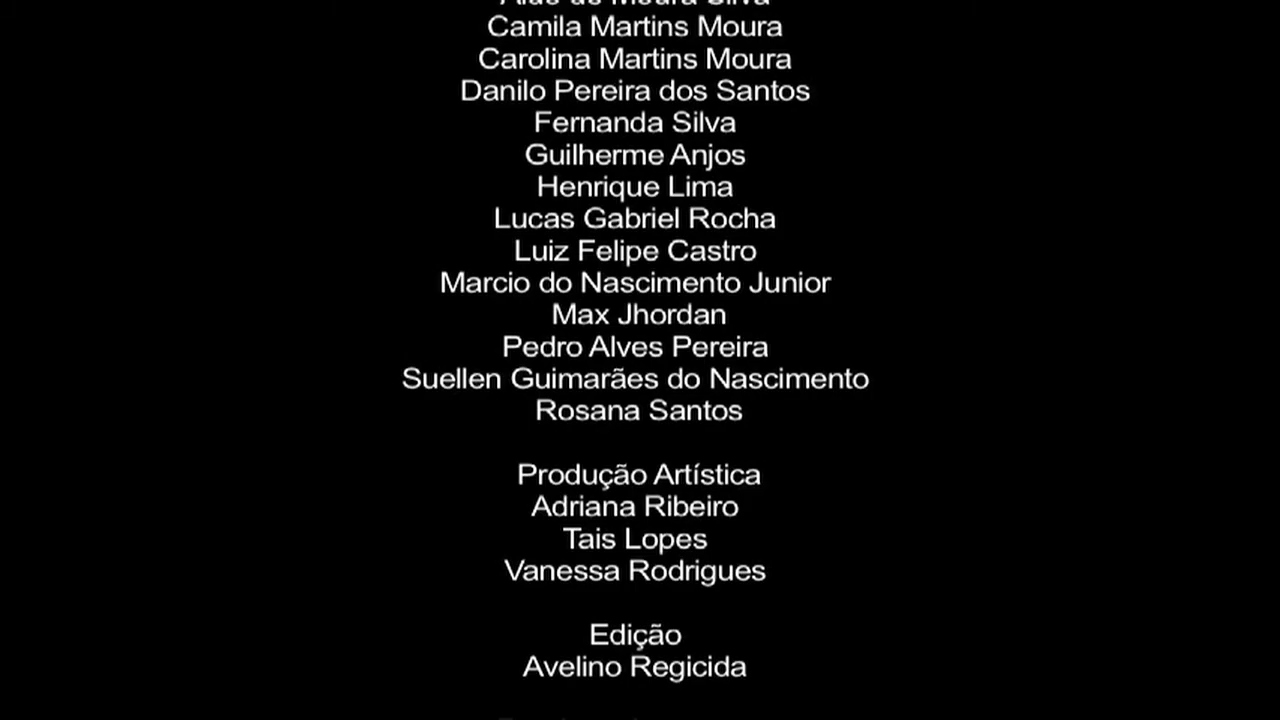 Moura Silva
Camila Martins Moura
Carolina Martins Moura
Danilo Pereira dos Santos
Fernanda Silva
Guilherme Anjos
Henrique Lima
Lucas Gabriel Rocha
Luiz Felipe Castro
Marcio do Nascimento Junior
Max Jhordan
Pedro Alves Pereira
Suellen Guimarães do Nascimento
Rosana Santos
Produção Artística
Adriana Ribeiro
Tais Lopes
Vanessa Rodrigues
Edição
Avelino Regicida